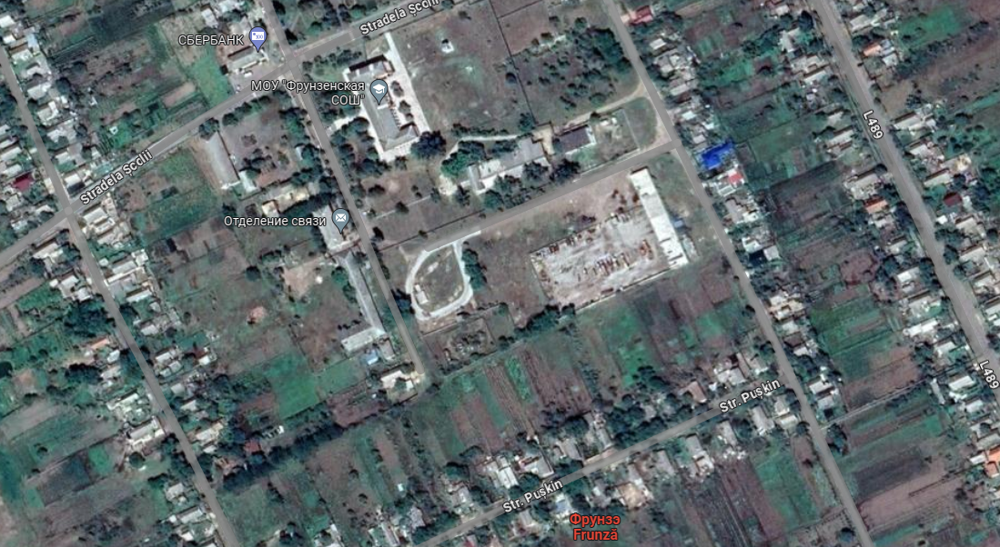 Stradela Școlii
СБЕРБАНК
МОУ "Фрунзенская
СОШ"
L489
Stradela Școlii
Отделение связи
L489
Str. Pușkin
Str. Pușkin
Фрунзэ
Frunză